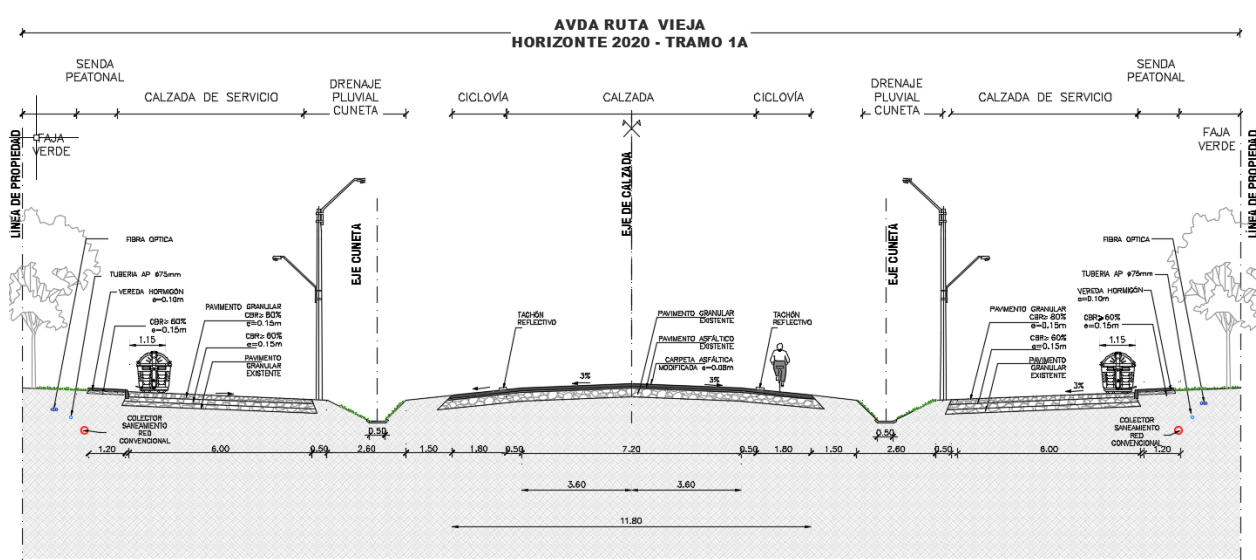 AVDA RUTA VIEJA
HORIZONTE 2020 - TRAMO 1A
SENDA
PEATONAL
CALZADA DE SERVICIO
DRENAJE
PLUVIAL
CUNETA
CICLOVÍA
CALZADA
CICLOVÍA
DRENAJE
PLUVIAL
CUNETA
CALZADA DE SERVICIO
SENDA
PEATONAL
FAJA
VERDE
LÍNEA DE PROPIEDAD
EJE CUNETA
EJE DE CALZADA
EJE CUNETA
FAJA
VERDE
LÍNEA DE PROPIEDAD
FIBRA OPTICA
TUBERIA AP ø75mm
VEREDA HORMIGÓN
e=0.10m
CBR≥ 60%
e=0.15m
1.15
PAVIMENTO GRANULAR
CBR≥ 80%
e=0.15m
CBR≥ 60%
e=0.15m
PAVIMENTO
GRANULAR
EXISTENTE
TACHÓN
REFLECTIVO
PAVIMENTO GRANULAR
EXISTENTE
PAVIMENTO ASFÁLTICO
EXISTENTE
CARPETA ASFÁLTICA
MODIFICADA e=0.08m
TACHÓN
REFLECTIVO
3%
3%
FIBRA OPTICA
TUBERIA AP ø75mm
VEREDA HORMIGÓN
e=0.10m
PAVIMENTO GRANULAR
CBR≥ 80%
e=0.15m
CBR≥60%
e=0.15m
CBR≥ 60%
e=0.15m
1.15
PAVIMENTO
GRANULAR
EXISTENTE
3%
COLECTOR
SANEAMIENTO
RED
CONVENCIONAL
0.50
0.50
COLECTOR
SANEAMIENTO
RED
CONVENCIONAL
1.20 6.00 0.50 2.60 1.50 1.80 0.50 7.20 0.50 1.80 1.50 2.60 0.50 6.00 1.20
3.60 3.60
11.80